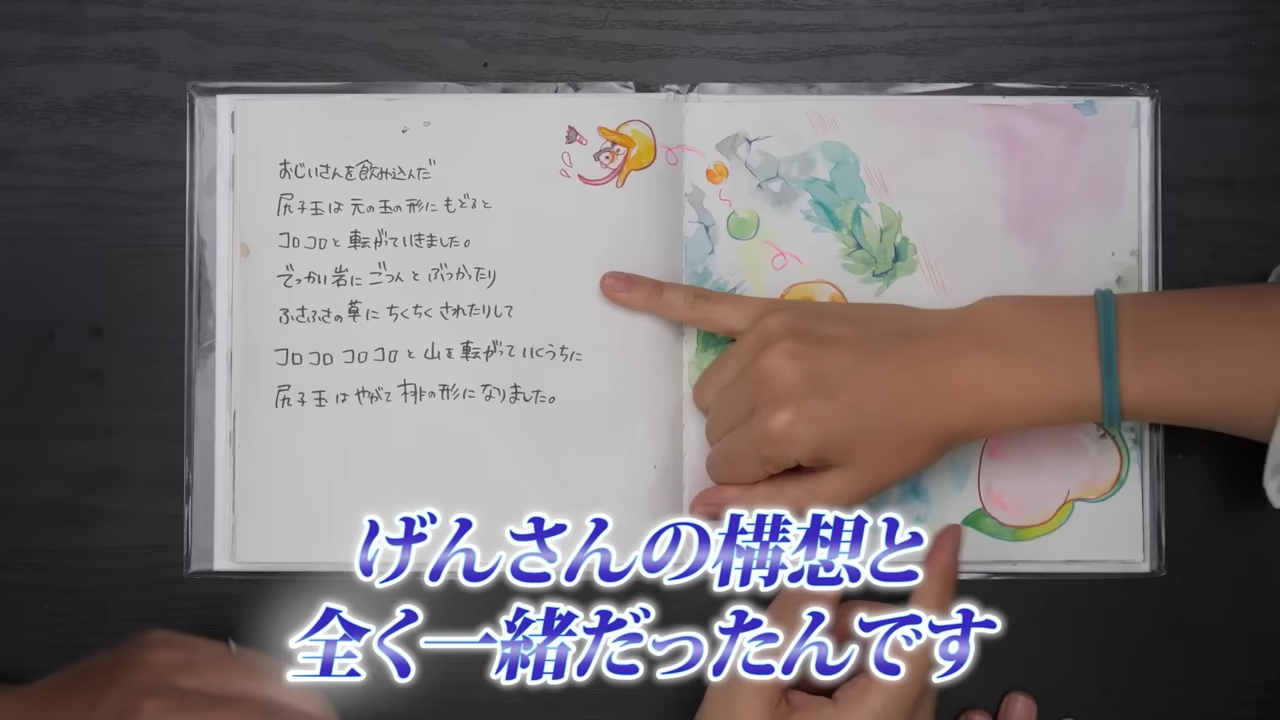 おじいさんを飲み込んだ
尻子玉は元の玉の形にもどると
コロコロと転がっていきました。
でっかい岩にごつんとぶつかったり
ふさふさの草にちくちくされたりして
コロコロコロコロと山を転がっていくうちに
尻子玉はやがて桃の形になりました。
げんさんの構想と
全く一緒だったんです